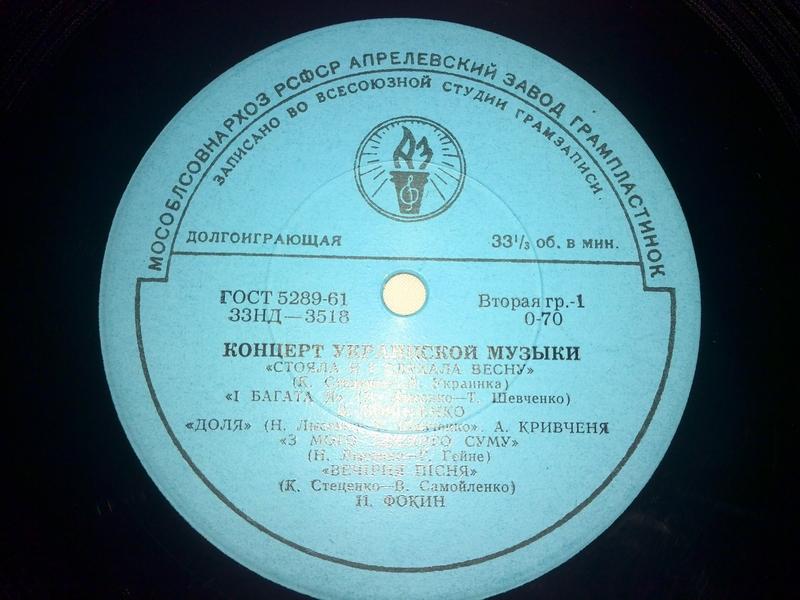 МОСОБЛСОВНАРХОЗ РСФСР АПРЕЛЕВСКИЙ ЗАВОД ГРАМПЛАСТИНОК
ЗАПИСАНО ВО ВСЕСОЮЗНОЙ СТУДИИ ГРАМЗАПИСИ.
АЗ
ДОЛГОИГРАЮЩАЯ 33 1/3 об. в мин.
ГОСТ 5289-61 Вторая гр.-1
33НД—3518 0-70
КОНЦЕРТ УКРАИНСКОЙ МУЗЫКИ
«СТОЯЛА Я І СЛУХАЛА ВЕСНУ»
(К. Стеценко—Л. Украинка)
«І БАГАТА Я» Лисенко—Т. Шевченко)
«ДОЛЯ» (Н. А. КРИВЧЕНЯ
«З МОГО СУМУ»
(Н. Гейне)
«ВЕЧІРНЯ ПІСНЯ»
(К. Стеценко—В. Самойленко)
И. ФОКИН